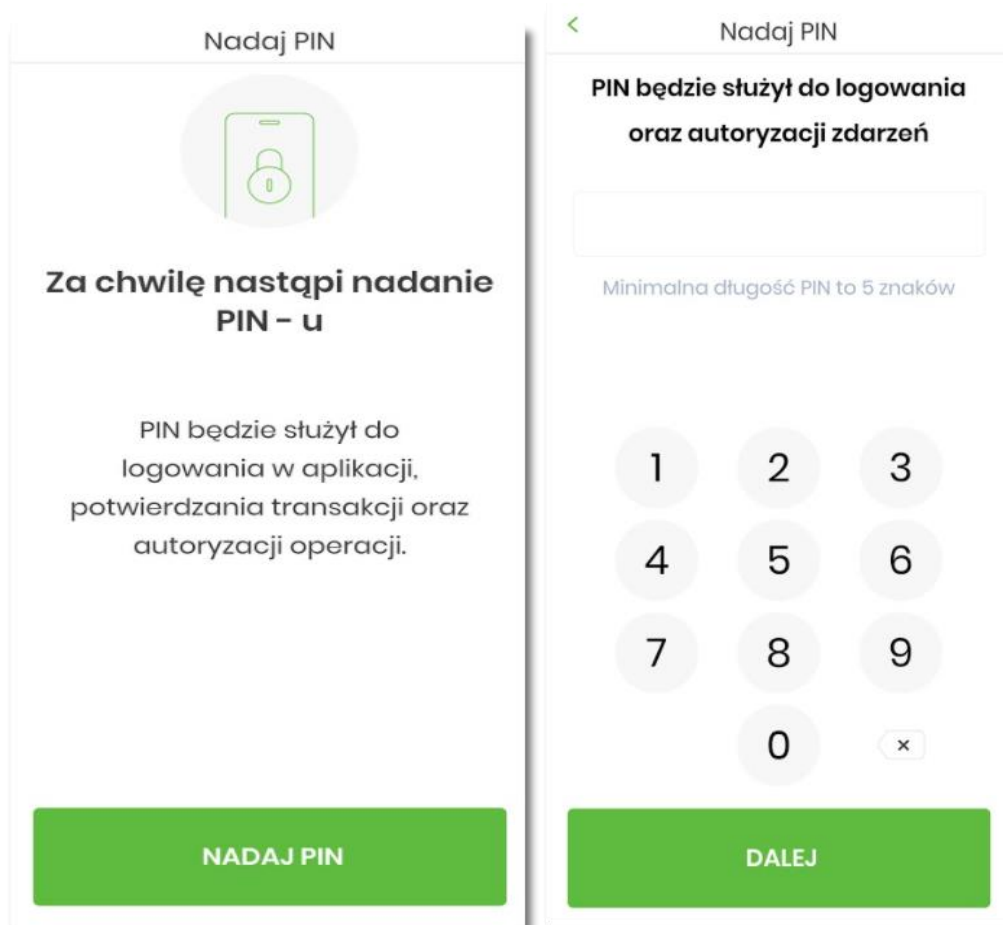 Nadaj PIN
Za chwilę nastąpi nadanie
PIN - u
PIN będzie służył do
logowania w aplikacji,
potwierdzania transakcji oraz
autoryzacji operacji.
NADAJ PIN
Nadaj PIN
PIN będzie służył do logowania
oraz autoryzacji zdarzeń
Minimalna długość PIN to 5 znaków
1 2 3
4 5 6
7 8 9
0
DALEJ